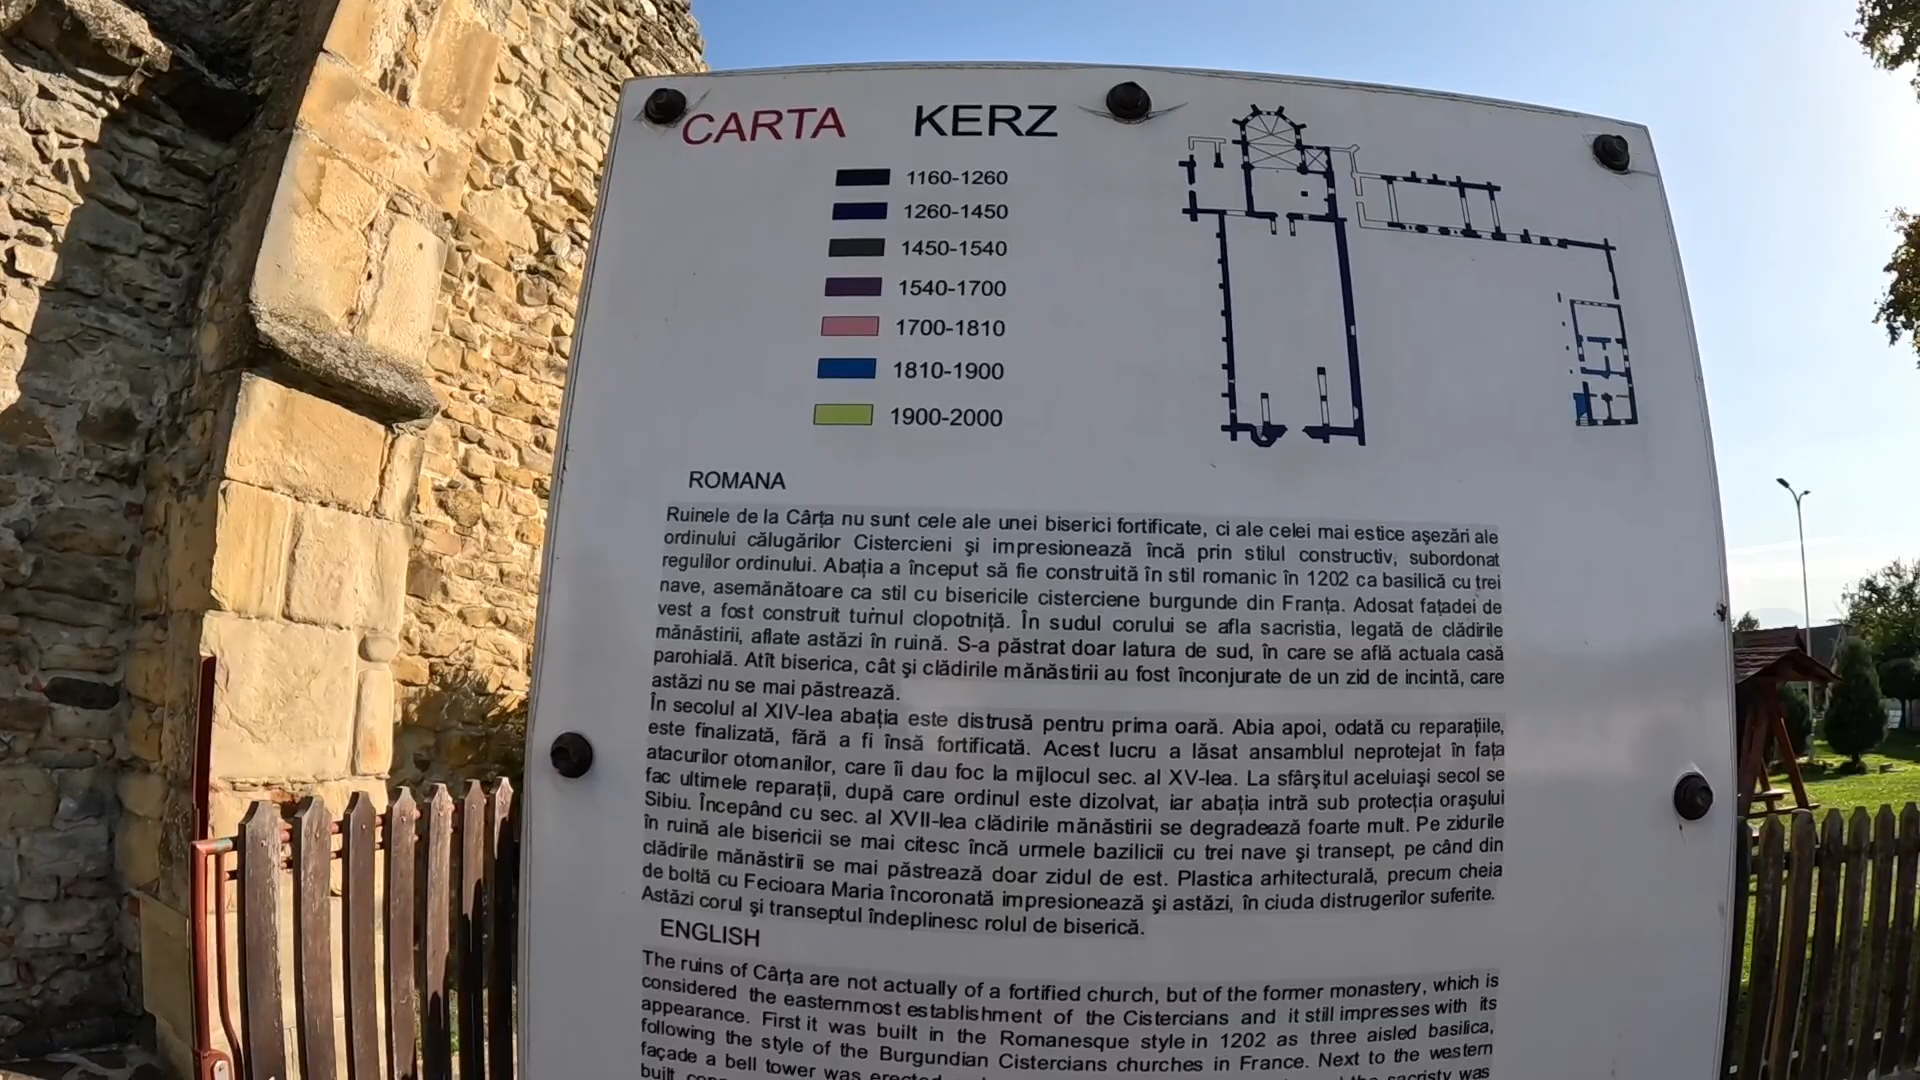 CARTA KERZ
1160-1260
1260-1450
1450-1540
1540-1700
1700-1810
1810-1900
1900-2000
ROMANA
Ruinele de la Cârţa nu sunt cele ale unei biserici fortificate, ci ale celei mai estice aşezări ale
ordinului călugărilor Cistercieni şi impresionează încă prin stilul constructiv, subordonat
regulilor ordinului. Abaţia a început să fie construită în stil romanic în 1202 ca basilică cu trei
nave, asemănătoare ca stil cu bisericile cisterciene burgunde din Franţa. Adosat faţadei de
vest a fost construit turnul clopotniţă. În sudul corului se afla sacristia, legată de clădirile
mănăstirii, aflate astăzi în ruină. S-a păstrat doar latura de sud, în care se află actuala casă
parohială. Atît biserica, cât şi clădirile mănăstirii au fost înconjurate de un zid de incintă, care
astăzi nu se mai păstrează.
În secolul al XIV-lea abaţia este distrusă pentru prima oară. Abia apoi, odată cu reparaţiile,
este finalizată, fără a fi însă fortificată. Acest lucru a lăsat ansamblul neprotejat în faţa
atacurilor otomanilor, care îi dau foc la mijlocul sec. al XV-lea. La sfârşitul aceluiaşi secol se
fac ultimele reparaţii, după care ordinul este dizolvat, iar abaţia intră sub protecţia oraşului
Sibiu. Începând cu sec. al XVII-lea clădirile mănăstirii se degradează foarte mult. Pe zidurile
în ruină ale bisericii se mai citesc încă urmele bazilicii cu trei nave şi transept, pe când din
clădirile mănăstirii se mai păstrează doar zidul de est. Plastica arhitecturală, precum cheia
de boltă cu Fecioara Maria încoronată impresionează şi astăzi, în ciuda distrugerilor suferite.
Astăzi corul şi transeptul îndeplinesc rolul de biserică.
ENGLISH
The ruins of Cârţa are not actually of a fortified church, but of the former monastery, which is
considered the easternmost establishment of the Cistercians and it still impresses with its
appearance. First it was built in the Romanesque style in 1202 as three aisled basilica,
following the style of the Burgundian Cistercians churches in France. Next to the western
façade a bell tower was erected sacristy was
built